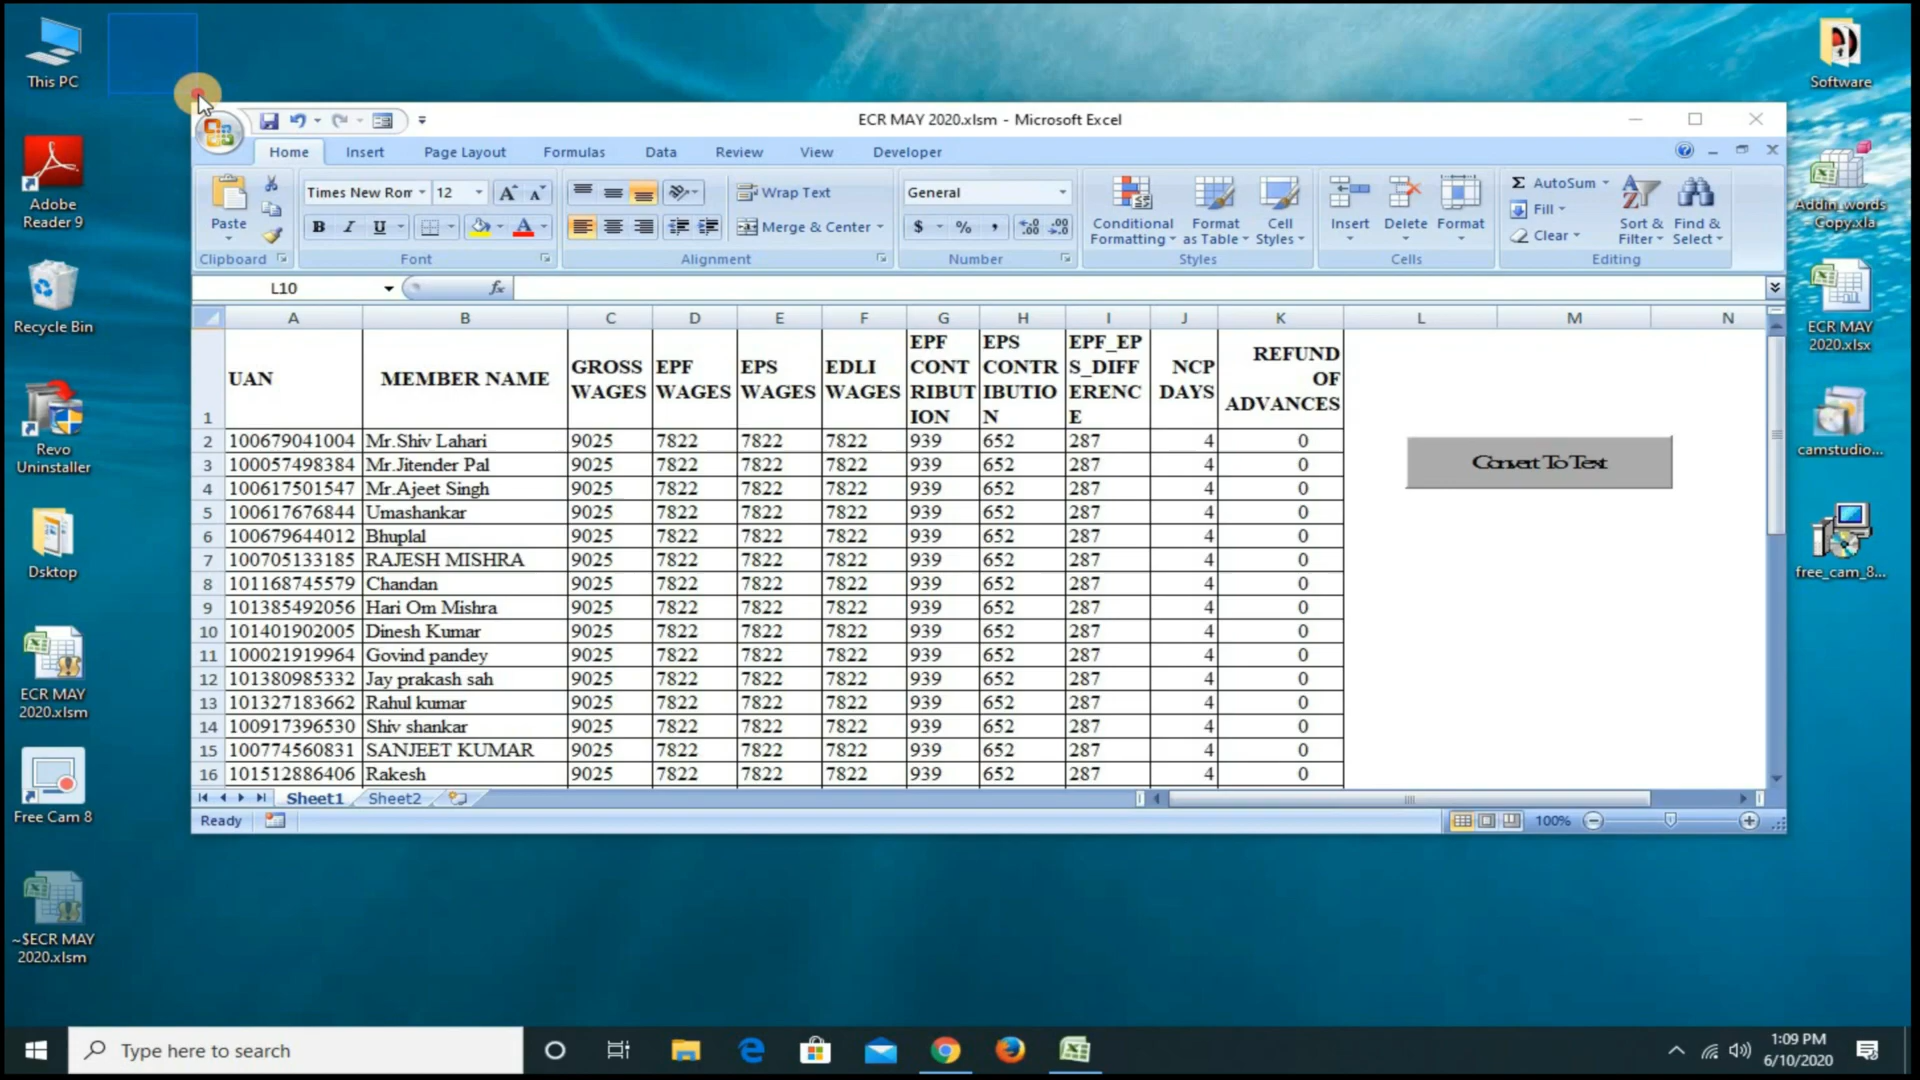 This PC
Adobe
Reader 9
Recycle Bin
Revo
Uninstaller
Dsktop
ECR MAY
2020.xlsm
Free Cam 8
~$ECR MAY
2020.xlsm
Software
Addin_words
Copy.xla
ECR MAY
2020.xlsx
camstudio...
free_cam_8...
ECR MAY 2020.xlsm - Microsoft Excel
Home Insert Page Layout Formulas Data Review View Developer
Paste
Clipboard
Times New Ror 12
B I U A
Font
Wrap Text
Merge & Center
Alignment
General
$ % ,
Number
Conditional
Formatting
Format
as Table
Cell
Styles
Styles
Insert Delete Format
Cells
Σ AutoSum
Fill
Clear
Sort &
Filter
Find &
Select
Editing
L10 fx
A B C D E F G H I J K L M N
1 UAN MEMBER NAME GROSS WAGES EPF WAGES EPS WAGES EDLI WAGES EPF CONTRIBUTION EPS CONTRIBUTION EPF_EPS_DIFFERENCE NCP DAYS REFUND OF ADVANCES
2 100679041004 Mr.Shiv Lahari 9025 7822 7822 7822 939 652 287 4 0
3 100057498384 Mr.Jitender Pal 9025 7822 7822 7822 939 652 287 4 0
4 100617501547 Mr.Ajeet Singh 9025 7822 7822 7822 939 652 287 4 0
5 100617676844 Umashankar 9025 7822 7822 7822 939 652 287 4 0
6 100679644012 Bhuplal 9025 7822 7822 7822 939 652 287 4 0
7 100705133185 RAJESH MISHRA 9025 7822 7822 7822 939 652 287 4 0
8 101168745579 Chandan 9025 7822 7822 7822 939 652 287 4 0
9 101385492056 Hari Om Mishra 9025 7822 7822 7822 939 652 287 4 0
10 101401902005 Dinesh Kumar 9025 7822 7822 7822 939 652 287 4 0
11 100021919964 Govind pandey 9025 7822 7822 7822 939 652 287 4 0
12 101380985332 Jay prakash sah 9025 7822 7822 7822 939 652 287 4 0
13 101327183662 Rahul kumar 9025 7822 7822 7822 939 652 287 4 0
14 100917396530 Shiv shankar 9025 7822 7822 7822 939 652 287 4 0
15 100774560831 SANJEET KUMAR 9025 7822 7822 7822 939 652 287 4 0
16 101512886406 Rakesh 9025 7822 7822 7822 939 652 287 4 0
Convert To Text
Sheet1 Sheet2
Ready 100%
Type here to search
1:09 PM
6/10/2020